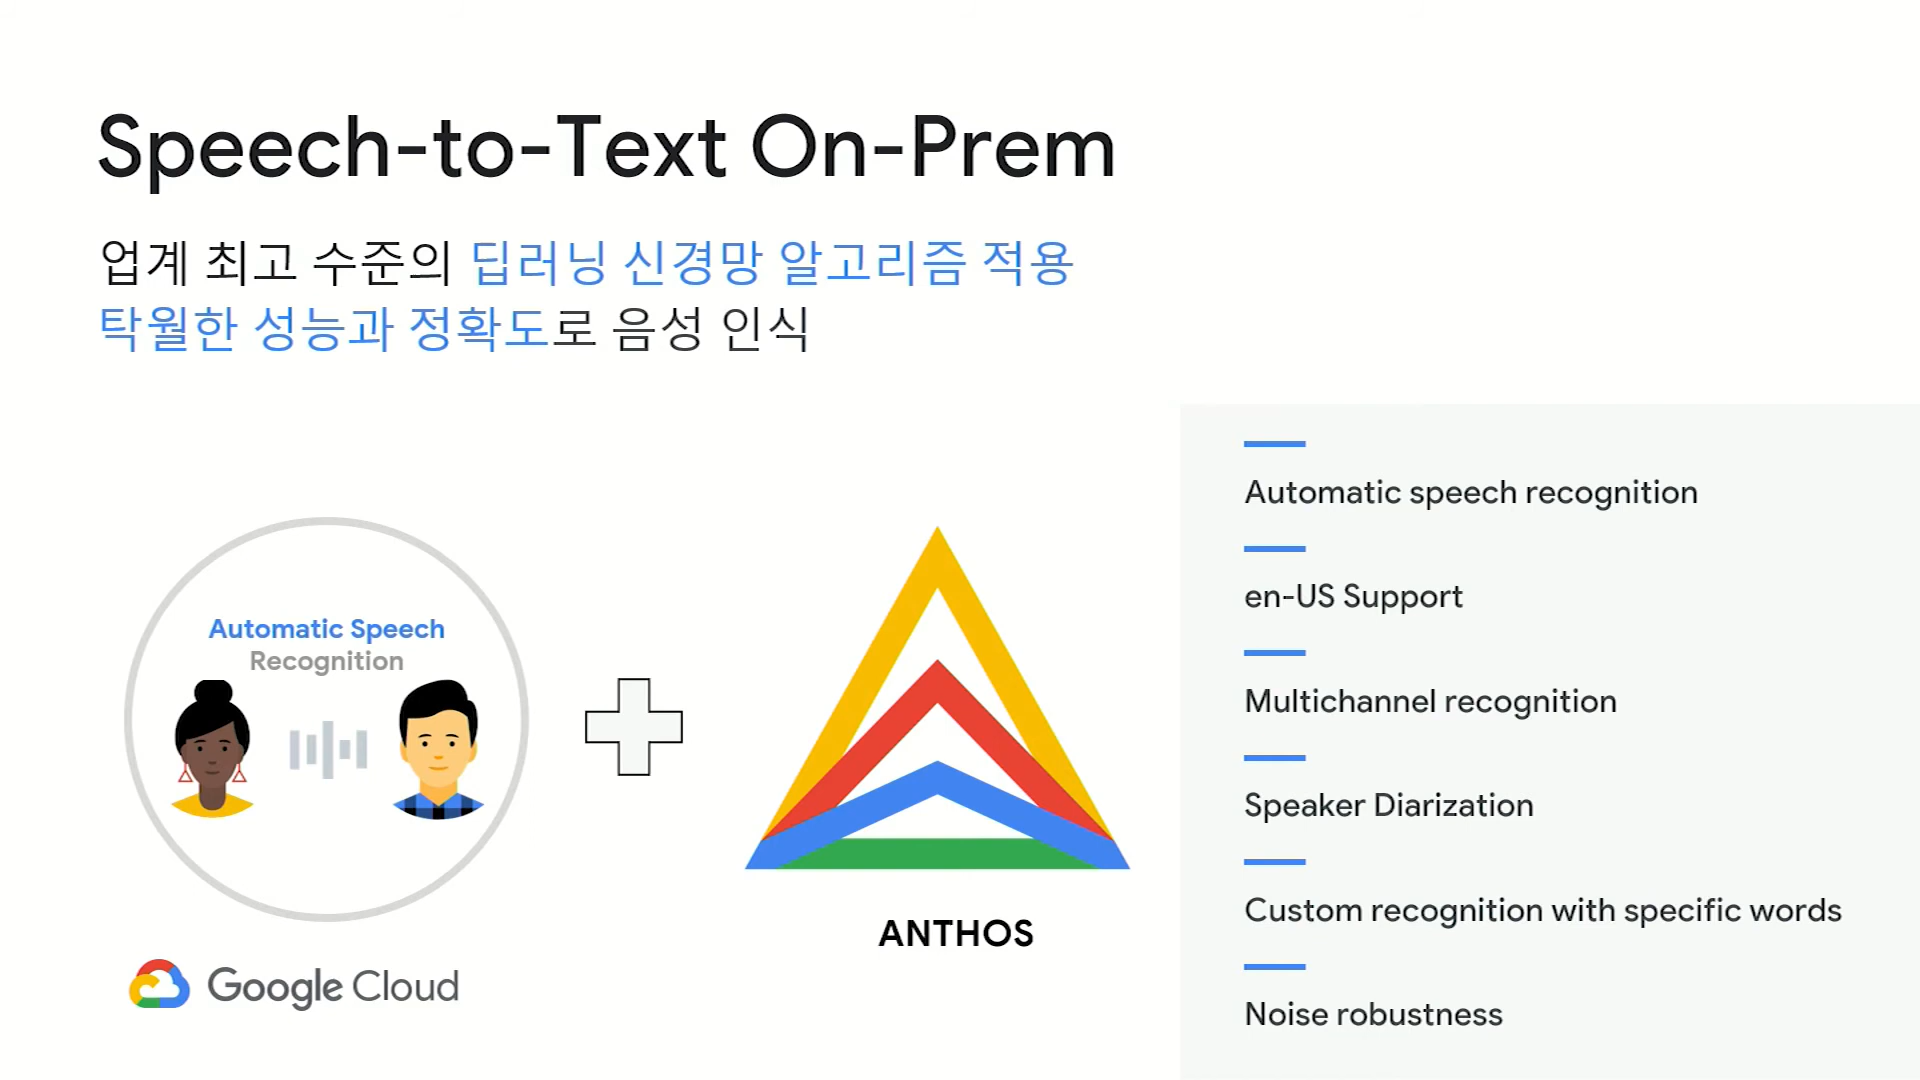 Speech-to-Text On-Prem
업계 최고 수준의 딥러닝 신경망 알고리즘 적용
탁월한 성능과 정확도로 음성 인식
Automatic Speech
Recognition
Google Cloud
ANTHOS
Automatic speech recognition
en-US Support
Multichannel recognition
Speaker Diarization
Custom recognition with specific words
Noise robustness